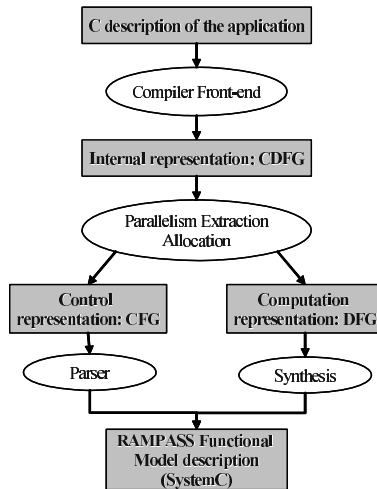 C description of the application
Compiler Front-end
Internal representation: CDFG
Parallelism Extraction
Allocation
Control
representation: CFG
Computation
representation: DFG
Parser
Synthesis
RAMPASS Functional
Model description
(SystemC)